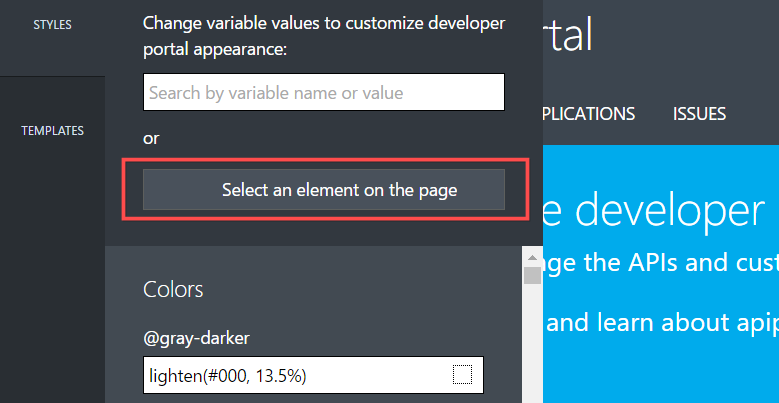 STYLES
TEMPLATES
Change variable values to customize developer
portal appearance:
Search by variable name or value
or
Select an element on the page
Colors
@gray-darker
lighten(#000, 13.5%)
rtal
PLICATIONS ISSUES
e developer
nge the APIs and cust
and learn about apip